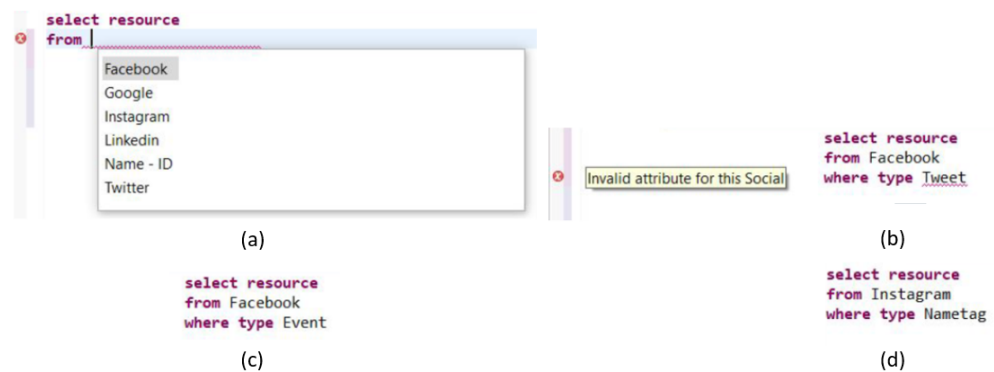 select resource
from
Facebook
Google
Instagram
Linkedin
Name - ID
Twitter
(a)
Invalid attribute for this Social
select resource
from Facebook
where type Tweet
(b)
select resource
from Facebook
where type Event
(c)
select resource
from Instagram
where type Nametag
(d)